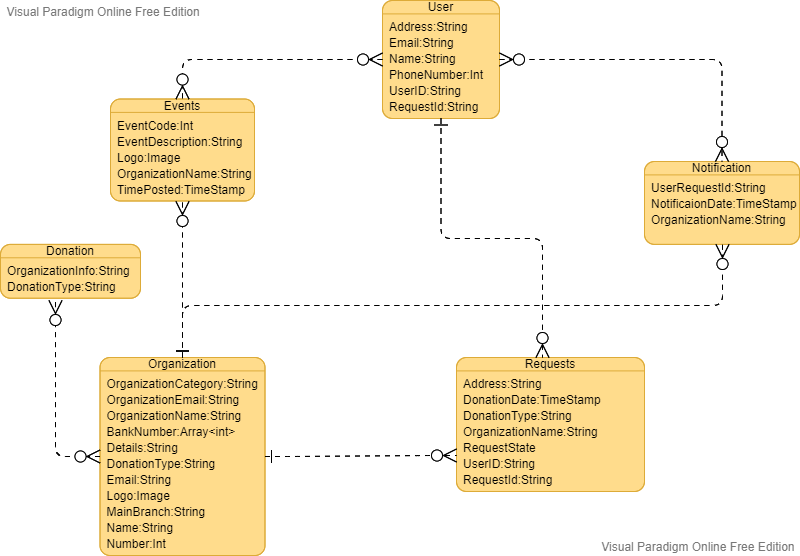 Visual Paradigm Online Free Edition
User
Address:String
Email:String
Name:String
PhoneNumber:Int
UserID:String
RequestId:String
Events
EventCode:Int
EventDescription:String
Logo:Image
OrganizationName:String
TimePosted:TimeStamp
Notification
UserRequestId:String
NotificaionDate:TimeStamp
OrganizationName:String
Donation
OrganizationInfo:String
DonationType:String
Organization
OrganizationCategory:String
OrganizationEmail:String
OrganizationName:String
BankNumber:Array<int>
Details:String
DonationType:String
Email:String
Logo:Image
MainBranch:String
Name:String
Number:Int
Requests
Address:String
DonationDate:TimeStamp
DonationType:String
OrganizationName:String
RequestState
UserID:String
RequestId:String
Visual Paradigm Online Free Edition